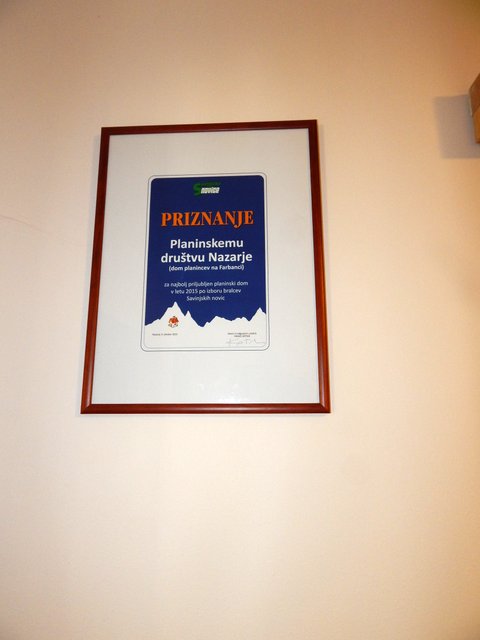 novice
PRIZNANJE
Planinskemu
društvu Nazarje
(dom planincev na Farbanci)
za najbolj priljubljen planinski dom
v letu 2015 po izboru bralcev
Savinjskih novic